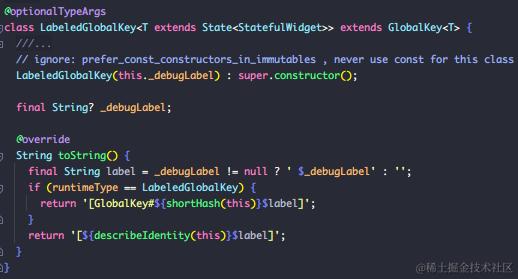 @optionalTypeArgs
class LabeledGlobalKey<T extends State<StatefulWidget>> extends GlobalKey<T> {
  ///...
  // ignore: prefer_const_constructors_in_immutables , never use const for this class
  LabeledGlobalKey(this._debugLabel) : super.constructor();

  final String? _debugLabel;

  @override
  String toString() {
    final String label = _debugLabel != null ? ' $_debugLabel' : '';
    if (runtimeType == LabeledGlobalKey) {
      return '[GlobalKey#${shortHash(this)}$label]';
    }
    return '[${describeIdentity(this)}$label]';
  }
}
@稀土掘金技术社区